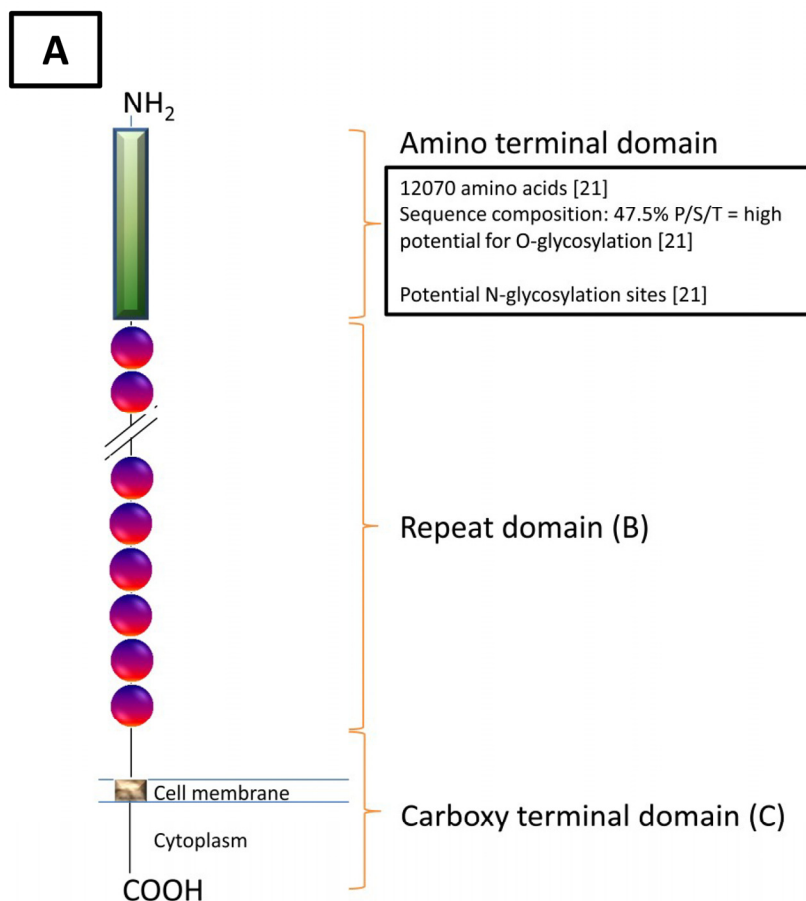 A
NH2
Amino terminal domain
12070 amino acids [21]
Sequence composition: 47.5% P/S/T = high
potential for O-glycosylation [21]
Potential N-glycosylation sites [21]
Repeat domain (B)
Cell membrane
Carboxy terminal domain (C)
Cytoplasm
COOH